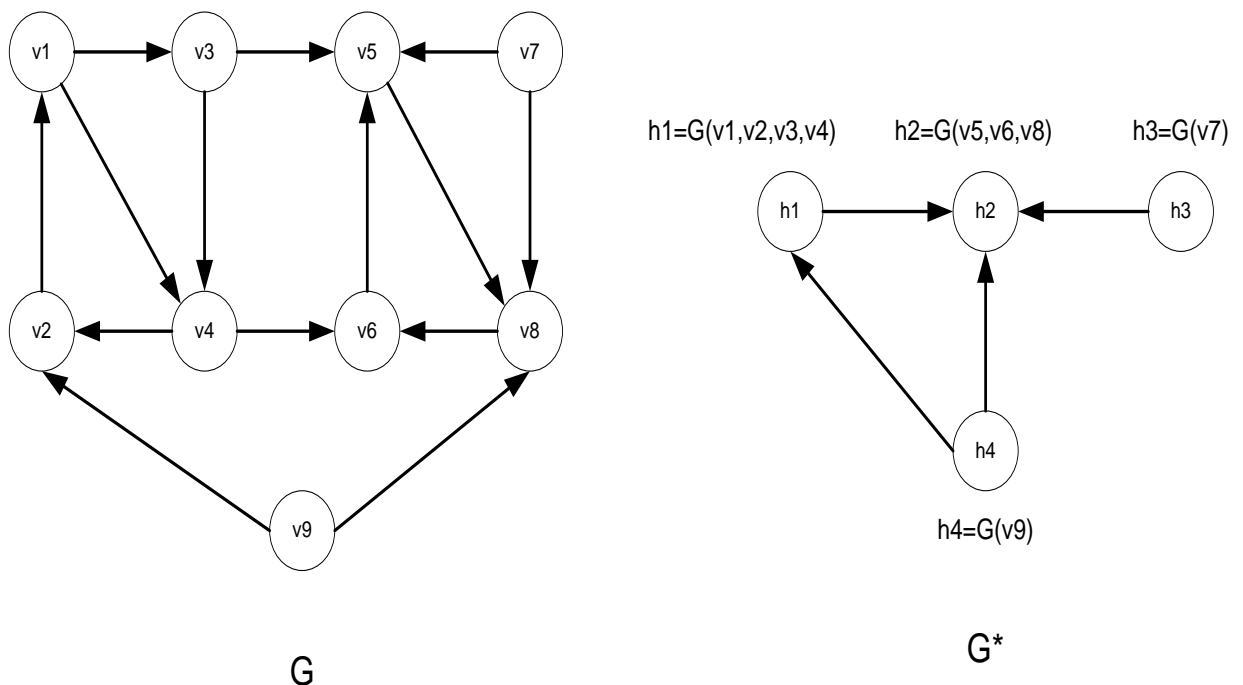 v1
v3
v5
v7
v2
v4
v6
v8
v9
G
h1=G(v1,v2,v3,v4)
h2=G(v5,v6,v8)
h3=G(v7)
h1
h2
h3
h4
h4=G(v9)
G*